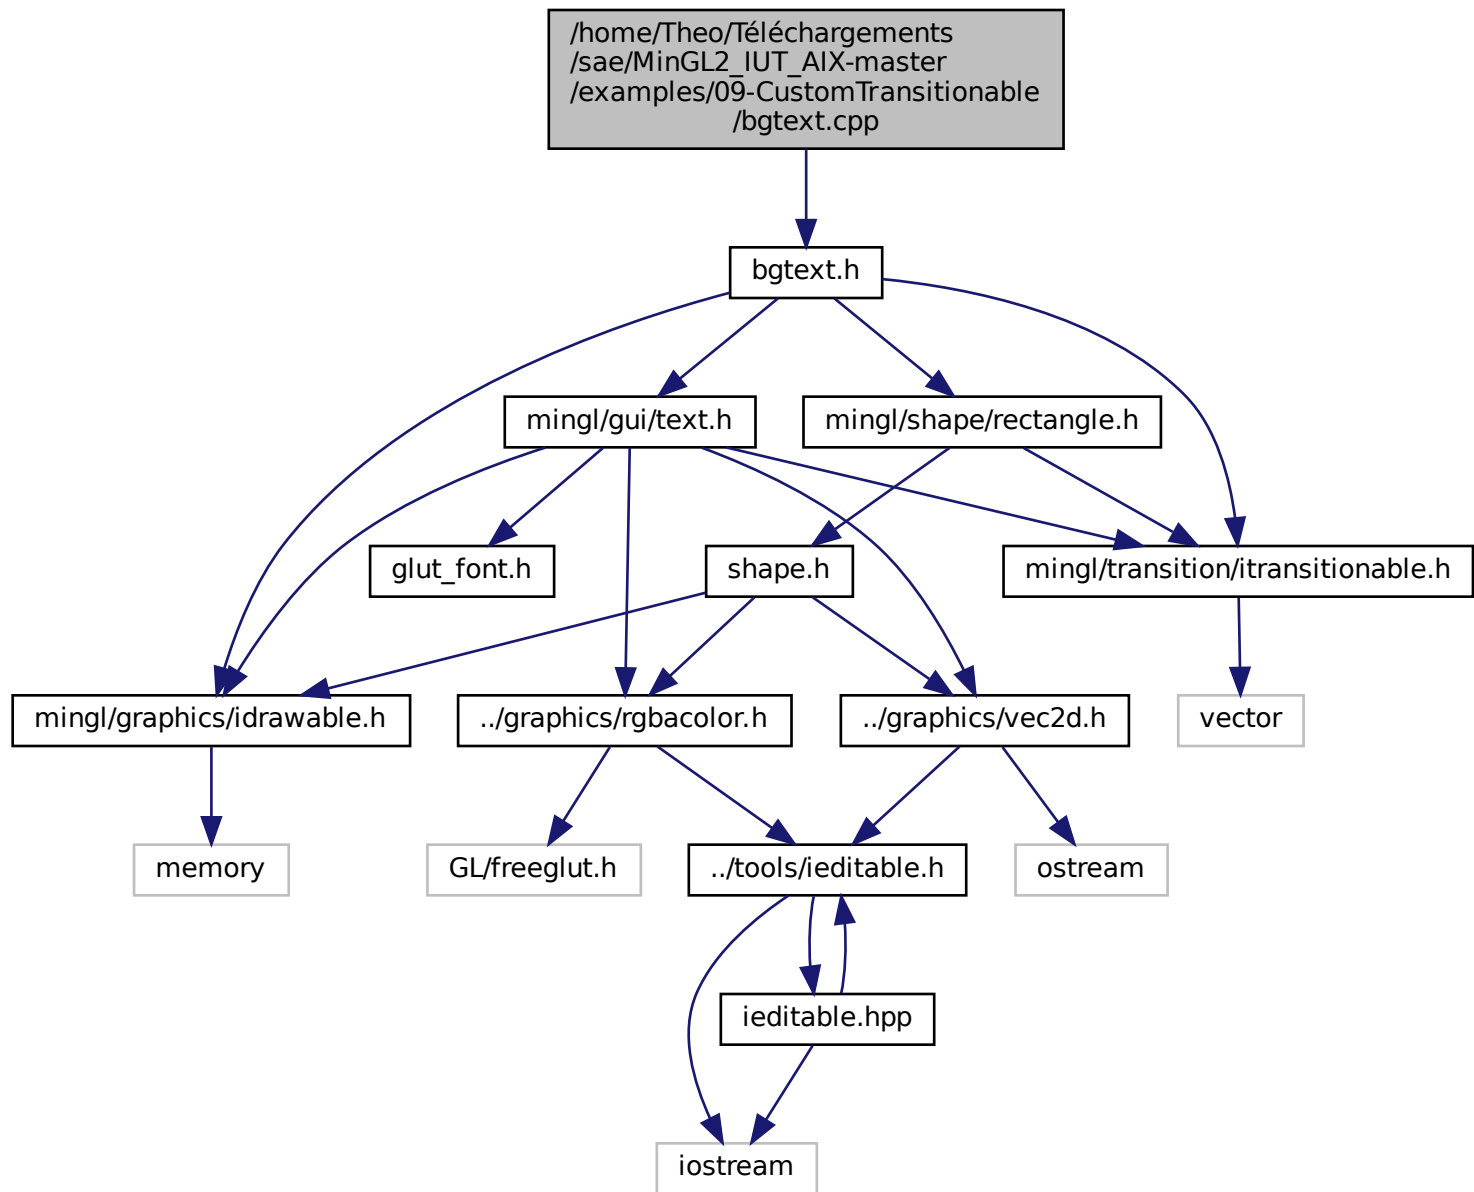 /home/Theo/Téléchargements
/sae/MinGL2_IUT_AIX-master
/examples/09-CustomTransitionable
/bgtext.cpp
bgtext.h
mingl/gui/text.h
mingl/shape/rectangle.h
glut_font.h
shape.h
mingl/transition/itransitionable.h
mingl/graphics/idrawable.h
../graphics/rgbacolor.h
../graphics/vec2d.h
vector
memory
GL/freeglut.h
../tools/ieditable.h
ostream
ieditable.hpp
iostream